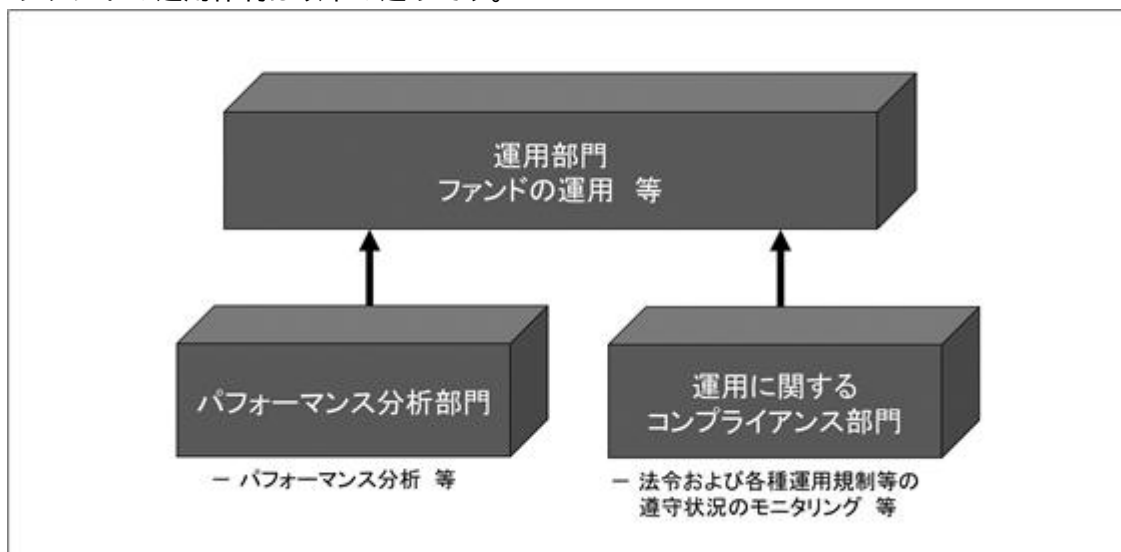 運用部門
ファンドの運用 等
パフォーマンス分析部門
- パフォーマンス分析 等
運用に関する
コンプライアンス部門
- 法令および各種運用規制等の
遵守状況のモニタリング 等